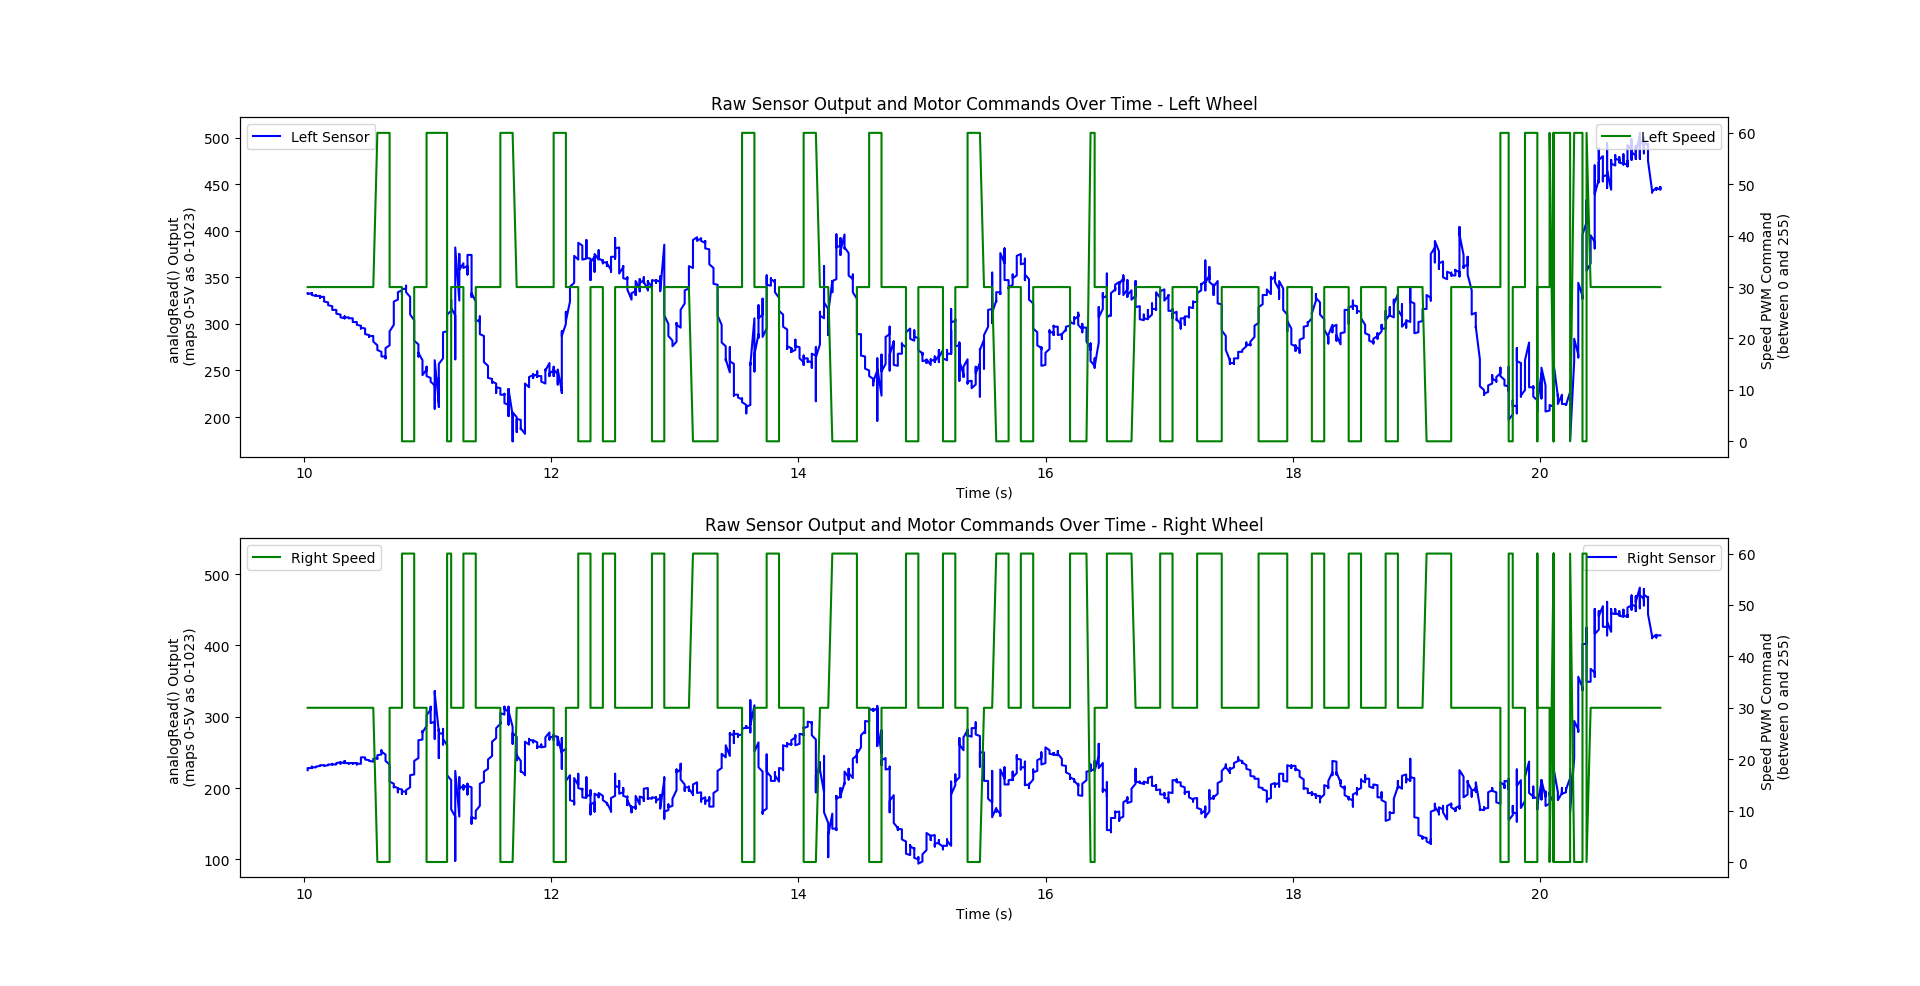 Raw Sensor Output and Motor Commands Over Time - Left Wheel
Left Sensor
Left Speed
analogRead() Output
(maps 0-5V as 0-1023)
500
450
400
350
300
250
200
60
50
40
30
20
10
0
Speed PWM Command
(between 0 and 255)
10
12
14
16
18
20
Time (s)
Raw Sensor Output and Motor Commands Over Time - Right Wheel
Right Speed
Right Sensor
analogRead() Output
(maps 0-5V as 0-1023)
500
400
300
200
100
60
50
40
30
20
10
0
Speed PWM Command
(between 0 and 255)
10
12
14
16
18
20
Time (s)